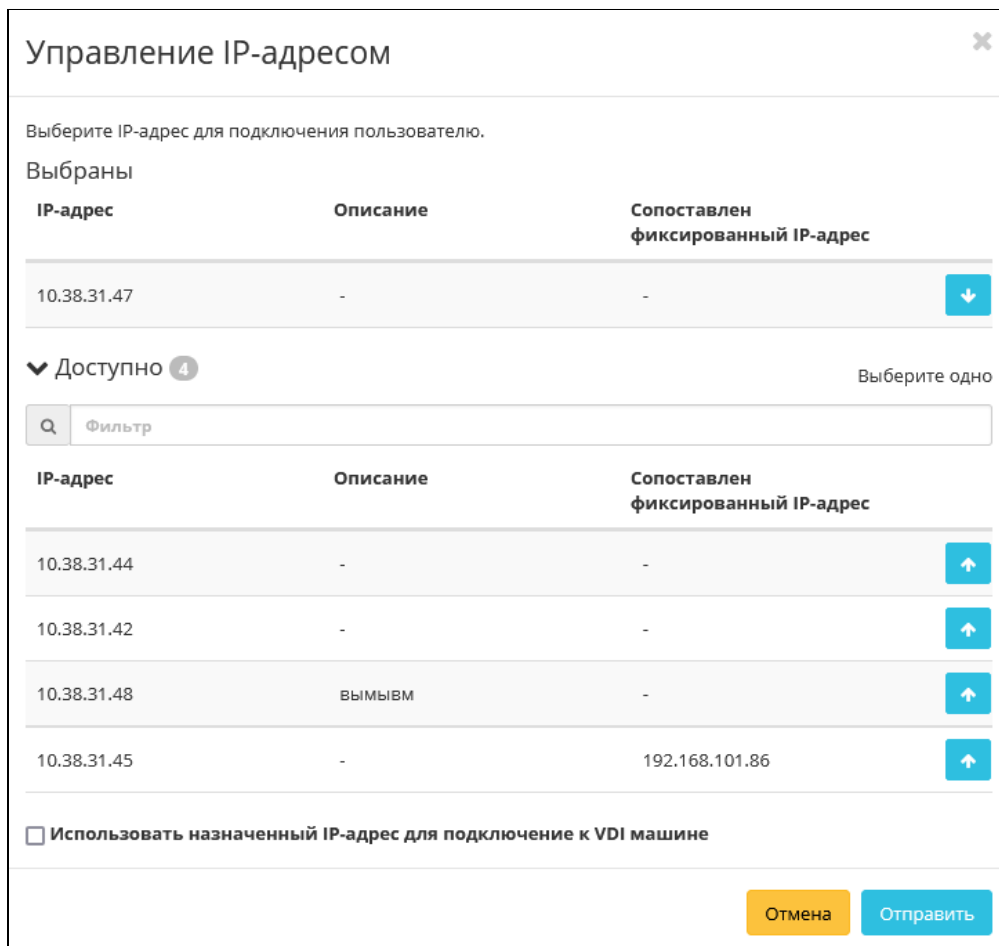 Управление IP-адресом
Выберите IP-адрес для подключения пользователю.
Выбраны
IP-адрес Описание Сопоставлен фиксированный IP-адрес
10.38.31.47 - -
Доступно 4
Выберите одно
Фильтр
IP-адрес Описание Сопоставлен фиксированный IP-адрес
10.38.31.44 - -
10.38.31.42 - -
10.38.31.48 вымывм -
10.38.31.45 - 192.168.101.86
Использовать назначенный IP-адрес для подключение к VDI машине
Отмена Отправить